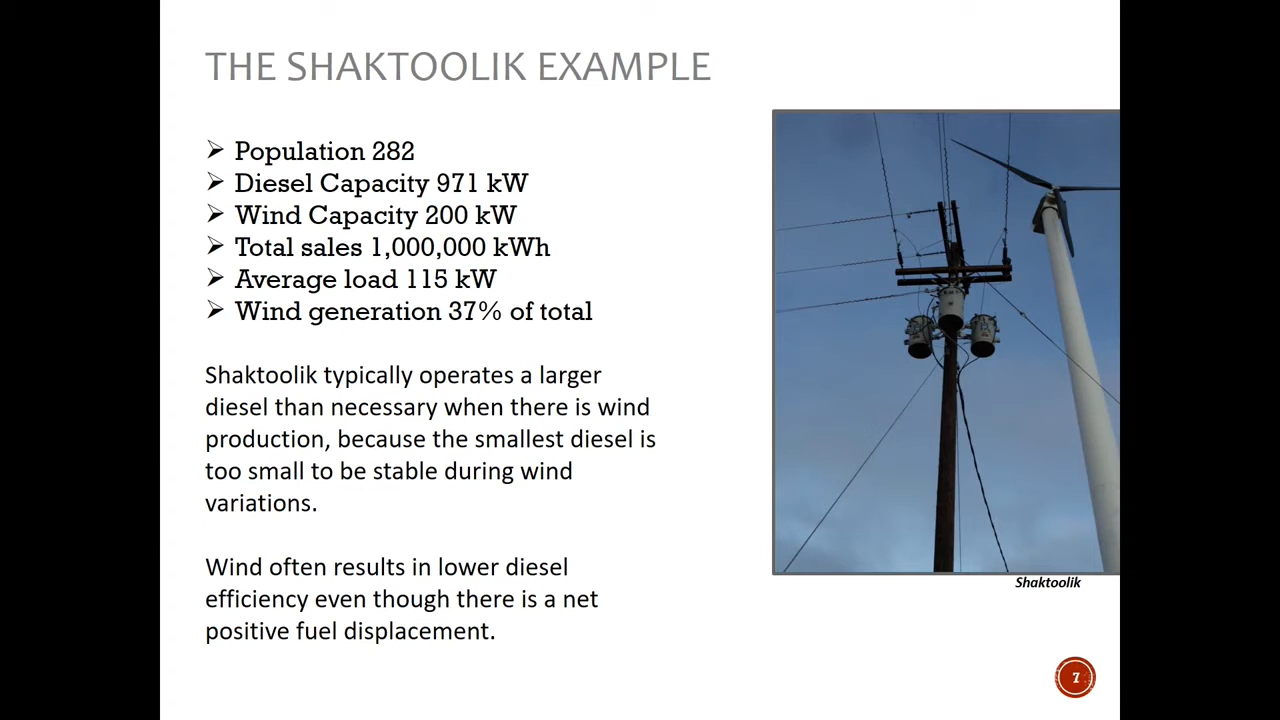 THE SHAKTOOLIK EXAMPLE
Population 282
Diesel Capacity 971 kW
Wind Capacity 200 kW
Total sales 1,000,000 kWh
Average load 115 kW
Wind generation 37% of total
Shaktoolik typically operates a larger
diesel than necessary when there is wind
production, because the smallest diesel is
too small to be stable during wind
variations.
Wind often results in lower diesel
efficiency even though there is a net
positive fuel displacement.
Shaktoolik
7